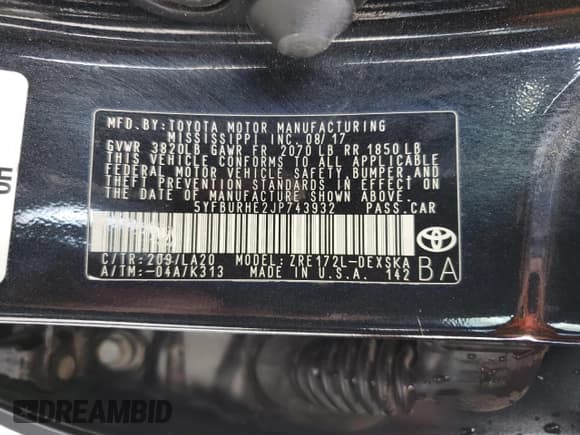 MFD.BY:TOYOTA MOTOR MANUFACTURING
MISSISSIPPI INC.08/17
GVWR 3820LB GAWR FR 2070 LB RR 1850 LB
THIS VEHICLE CONFORMS TO ALL APPLICABLE
FEDERAL MOTOR VEHICLE SAFETY,BUMPER,AND
THEFT PREVENTION STANDARDS IN EFFECT ON
THE DATE OF MANUFACTURE SHOWN ABOVE.
5YFBURHE2JP743932 PASS.CAR
C/TR:209/LA20 MODEL:ZRE172L-DEXSKA
A/TM:-04A/K313 MADE IN U.S.A. 142
BA
DREAMBID